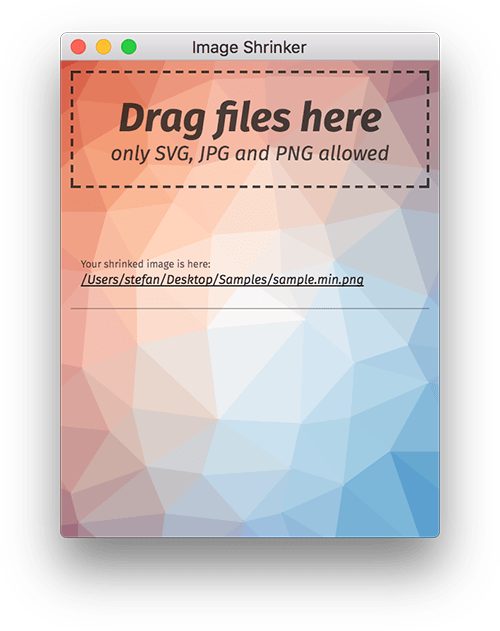 Image Shrinker
Drag files here
only SVG, JPG and PNG allowed
Your shrinked image is here:
/Users/stefan/Desktop/Samples/sample.min.png